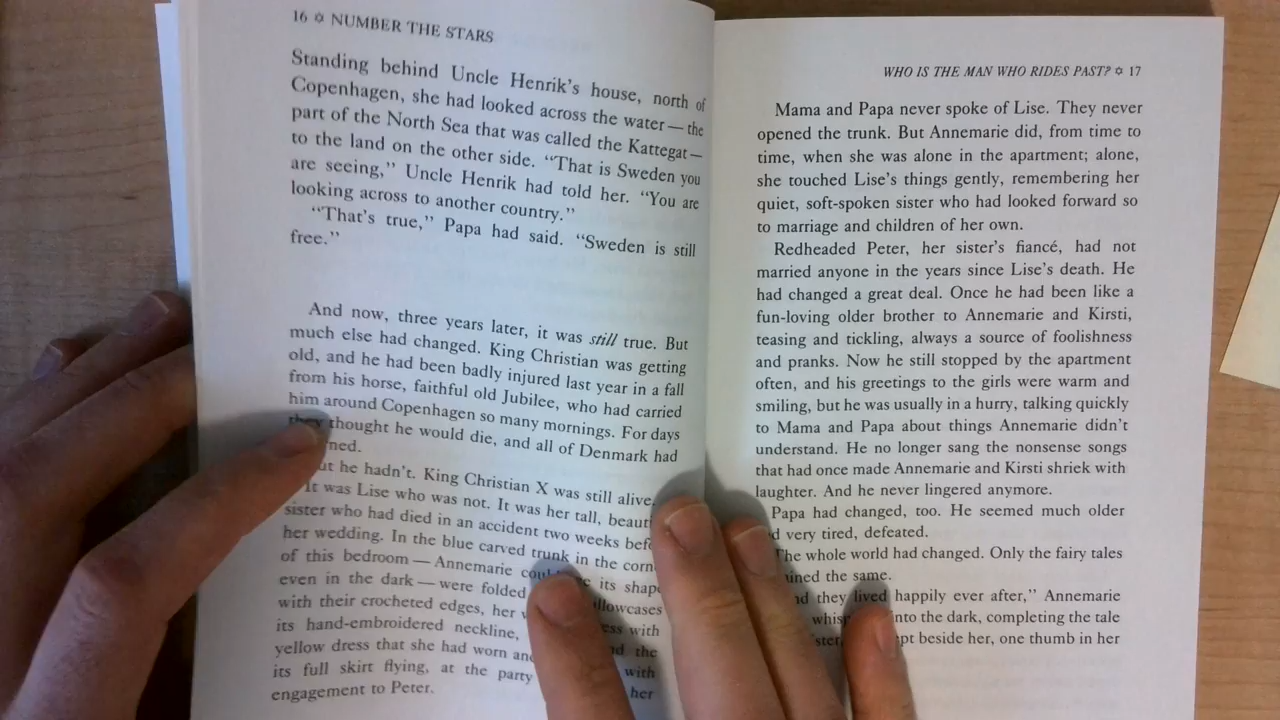 16 ✡ NUMBER THE STARS
Standing behind Uncle Henrik's house, north of
Copenhagen, she had looked across the water — the
part of the North Sea that was called the Kattegat —
to the land on the other side. "That is Sweden you
are seeing," Uncle Henrik had told her. "You are
looking across to another country."
"That's true," Papa had said. "Sweden is still
free."
And now, three years later, it was still true. But
much else had changed. King Christian was getting
old, and he had been badly injured last year in a fall
from his horse, faithful old Jubilee, who had carried
him around Copenhagen so many mornings. For days
they thought he would die, and all of Denmark had
ned.
ut he hadn't. King Christian X was still alive.
It was Lise who was not. It was her tall, beauti
sister who had died in an accident two weeks befo
her wedding. In the blue carved trunk in the corn
of this bedroom — Annemarie cou its shape
even in the dark — were folded llowcases
with their crocheted edges, her ess with
its hand-embroidered neckline, nd the
yellow dress that she had worn an with
its full skirt flying, at the party her
engagement to Peter.
WHO IS THE MAN WHO RIDES PAST? ✡ 17
Mama and Papa never spoke of Lise. They never
opened the trunk. But Annemarie did, from time to
time, when she was alone in the apartment; alone,
she touched Lise's things gently, remembering her
quiet, soft-spoken sister who had looked forward so
to marriage and children of her own.
Redheaded Peter, her sister's fiancé, had not
married anyone in the years since Lise's death. He
had changed a great deal. Once he had been like a
fun-loving older brother to Annemarie and Kirsti,
teasing and tickling, always a source of foolishness
and pranks. Now he still stopped by the apartment
often, and his greetings to the girls were warm and
smiling, but he was usually in a hurry, talking quickly
to Mama and Papa about things Annemarie didn't
understand. He no longer sang the nonsense songs
that had once made Annemarie and Kirsti shriek with
laughter. And he never lingered anymore.
Papa had changed, too. He seemed much older
d very tired, defeated.
The whole world had changed. Only the fairy tales
ained the same.
nd they lived happily ever after," Annemarie
whisp into the dark, completing the tale
ster, pt beside her, one thumb in her